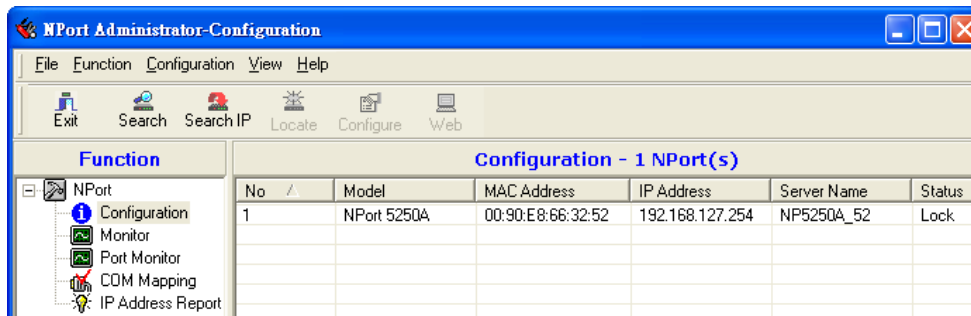 NPort Administrator-Configuration
File Function Configuration View Help
Exit Search Search IP Locate Configure Web
Function
Configuration - 1 NPort(s)
NPort
Configuration
Monitor
Port Monitor
COM Mapping
IP Address Report
No Model MAC Address IP Address Server Name Status
1 NPort 5250A 00:90:E8:66:32:52 192.168.127.254 NP5250A_52 Lock